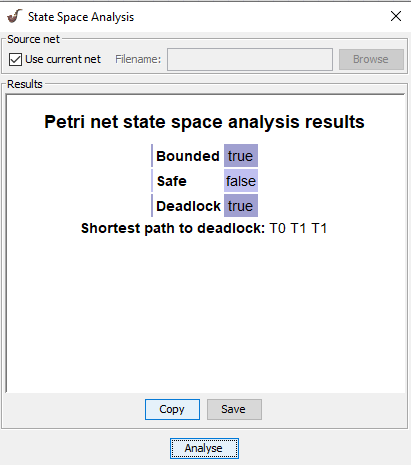 State Space Analysis
Source net
Use current net Filename: Browse
Results
Petri net state space analysis results
Bounded true
Safe false
Deadlock true
Shortest path to deadlock: T0 T1 T1
Copy Save
Analyse